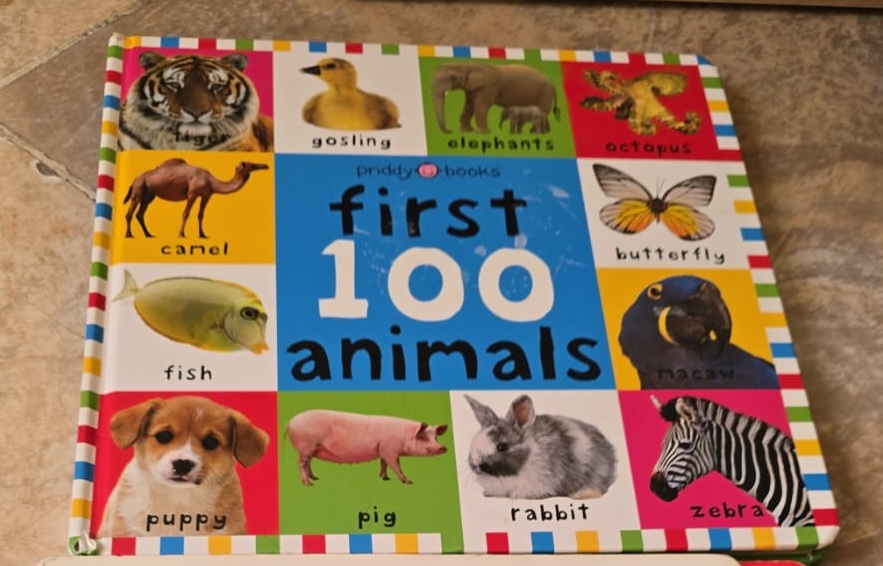 tiger
gosling
elephants
octopus
priddy books
first
100
animals
camel
butterfly
fish
macaw
puppy
pig
rabbit
zebra